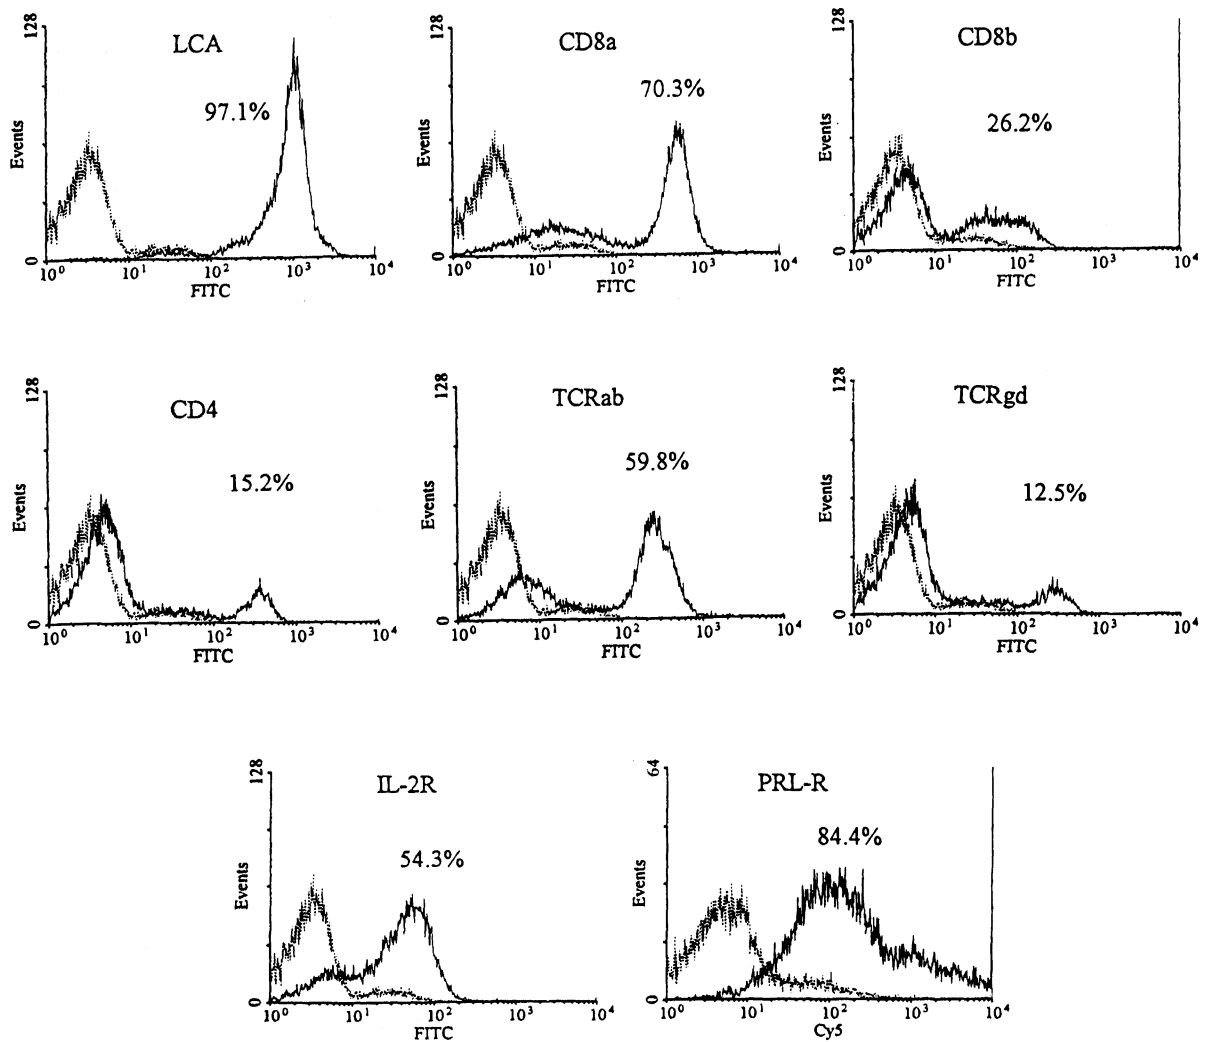 128
LCA
97.1%
Events
0
10⁰ 10¹ 10² 10³ 10⁴
FITC
128
CD8a
70.3%
Events
0
10⁰ 10¹ 10² 10³ 10⁴
FITC
128
CD8b
26.2%
Events
0
10⁰ 10¹ 10² 10³ 10⁴
FITC
128
CD4
15.2%
Events
0
10⁰ 10¹ 10² 10³ 10⁴
FITC
128
TCRab
59.8%
Events
0
10⁰ 10¹ 10² 10³ 10⁴
FITC
128
TCRgd
12.5%
Events
0
10⁰ 10¹ 10² 10³ 10⁴
FITC
128
IL-2R
54.3%
Events
0
10⁰ 10¹ 10² 10³ 10⁴
FITC
64
PRL-R
84.4%
Events
0
10⁰ 10¹ 10² 10³ 10⁴
Cy5